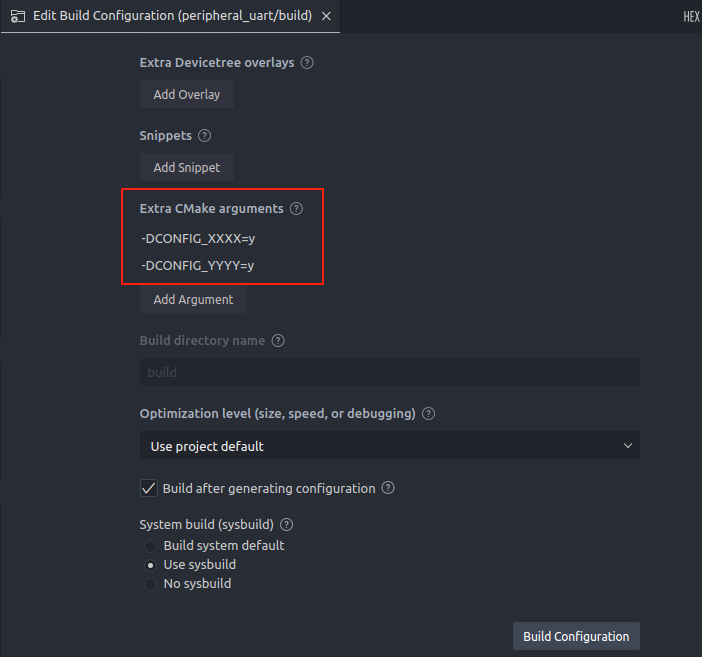 Edit Build Configuration (peripheral_uart/build)
HEX
Extra Devicetree overlays
Add Overlay
Snippets
Add Snippet
Extra CMake arguments
-DCONFIG_XXXX=y
-DCONFIG_YYYY=y
Add Argument
Build directory name
build
Optimization level (size, speed, or debugging)
Use project default
Build after generating configuration
System build (sysbuild)
Build system default
Use sysbuild
No sysbuild
Build Configuration